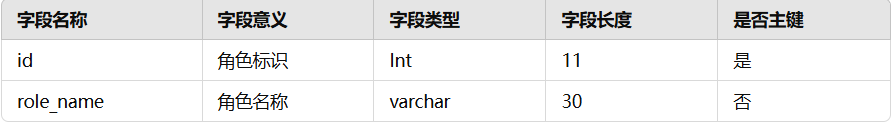 字段名称 字段意义 字段类型 字段长度 是否主键
id 角色标识 Int 11 是
role_name 角色名称 varchar 30 否